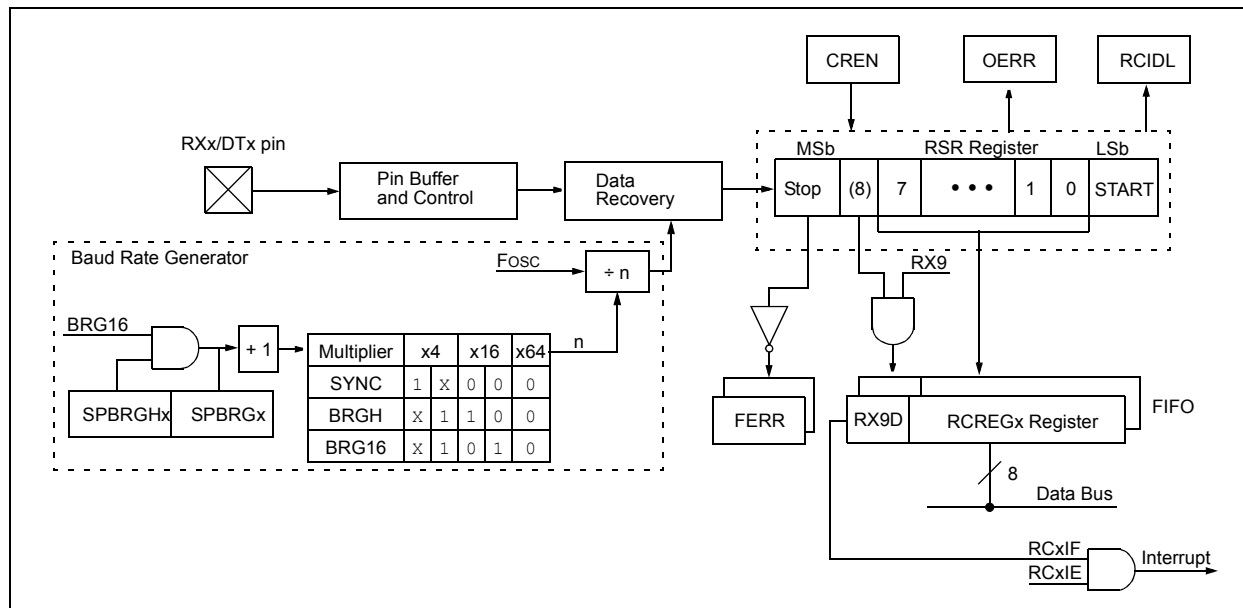 CREN
OERR
RCIDL
RXx/DTx pin
MSb
RSR Register
LSb
Pin Buffer
and Control
Data
Recovery
Stop (8) 7 • • • 1 0 START
Baud Rate Generator
FOSC
÷ n
RX9
BRG16
+ 1
n
Multiplier x4 x16 x64
SYNC 1 X 0 0 0
BRGH X 1 1 0 0
BRG16 X 1 0 1 0
SPBRGHx SPBRGx
FERR
RX9D
RCREGx Register
FIFO
8
Data Bus
RCxIF
RCxIE
Interrupt